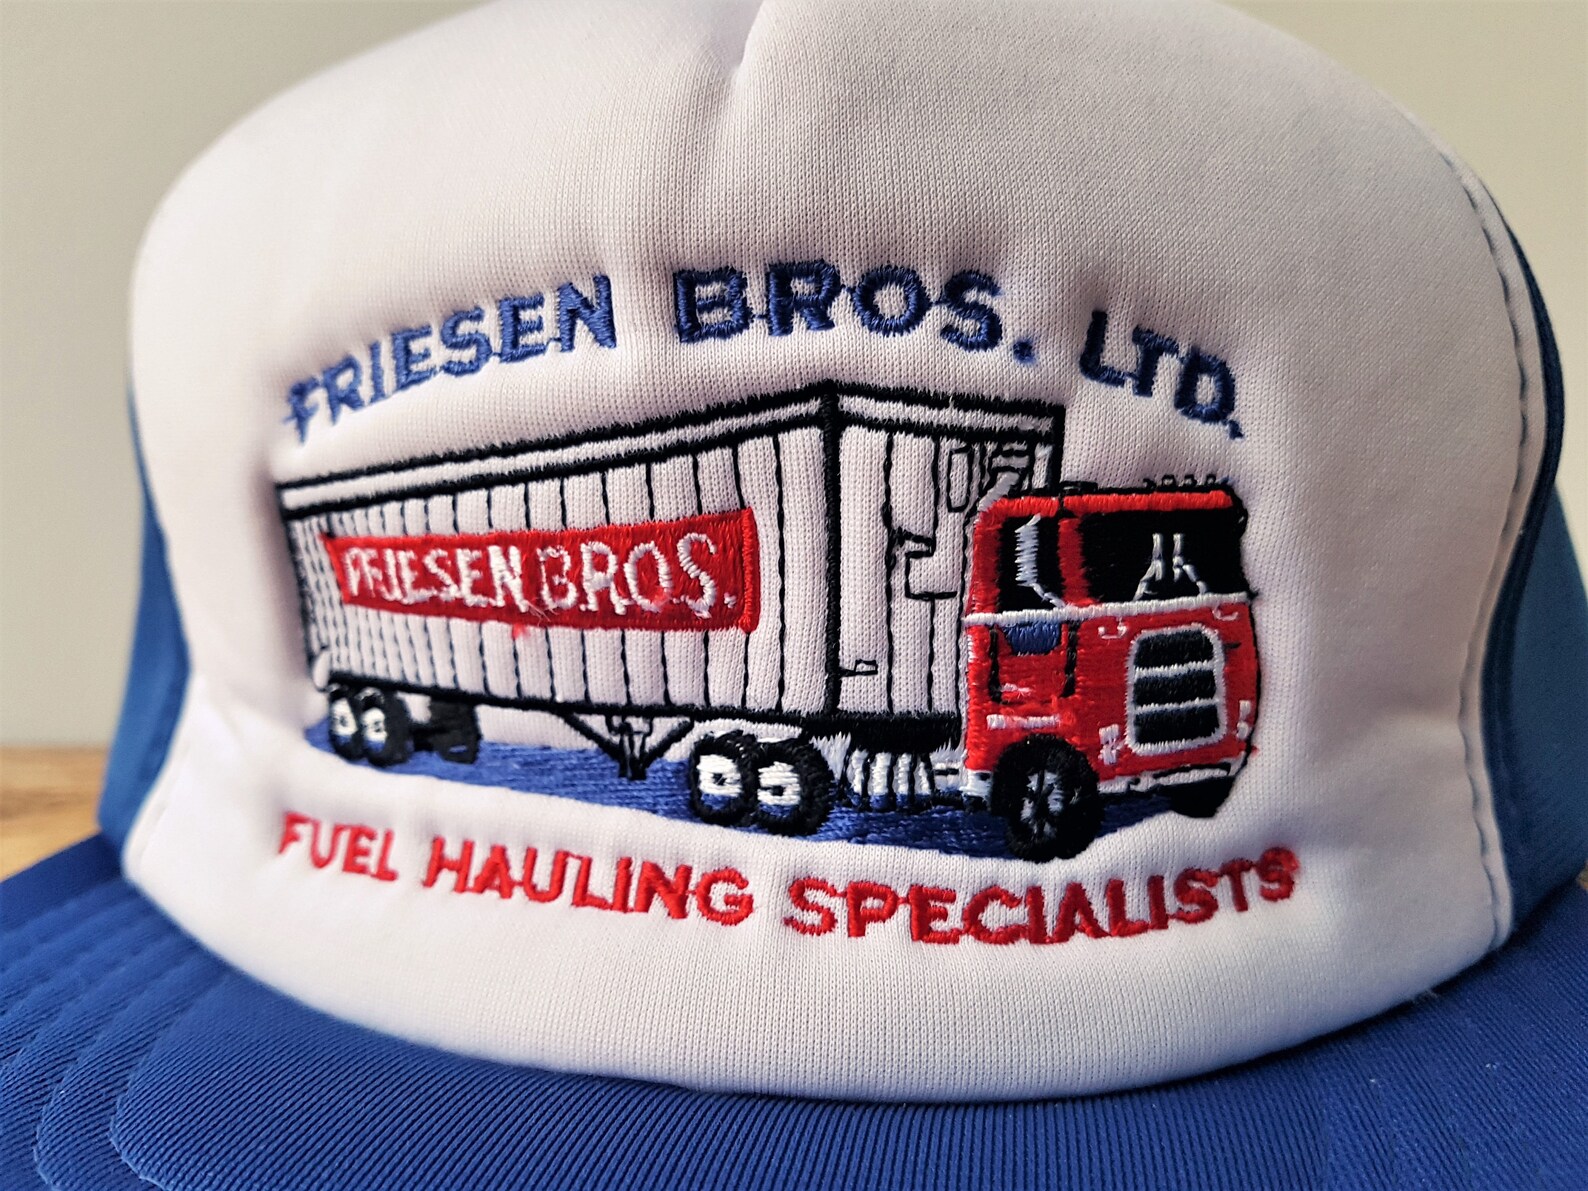 FRIESEN BROS. LTD.
FRIESEN BROS.
FUEL HAULING SPECIALISTS